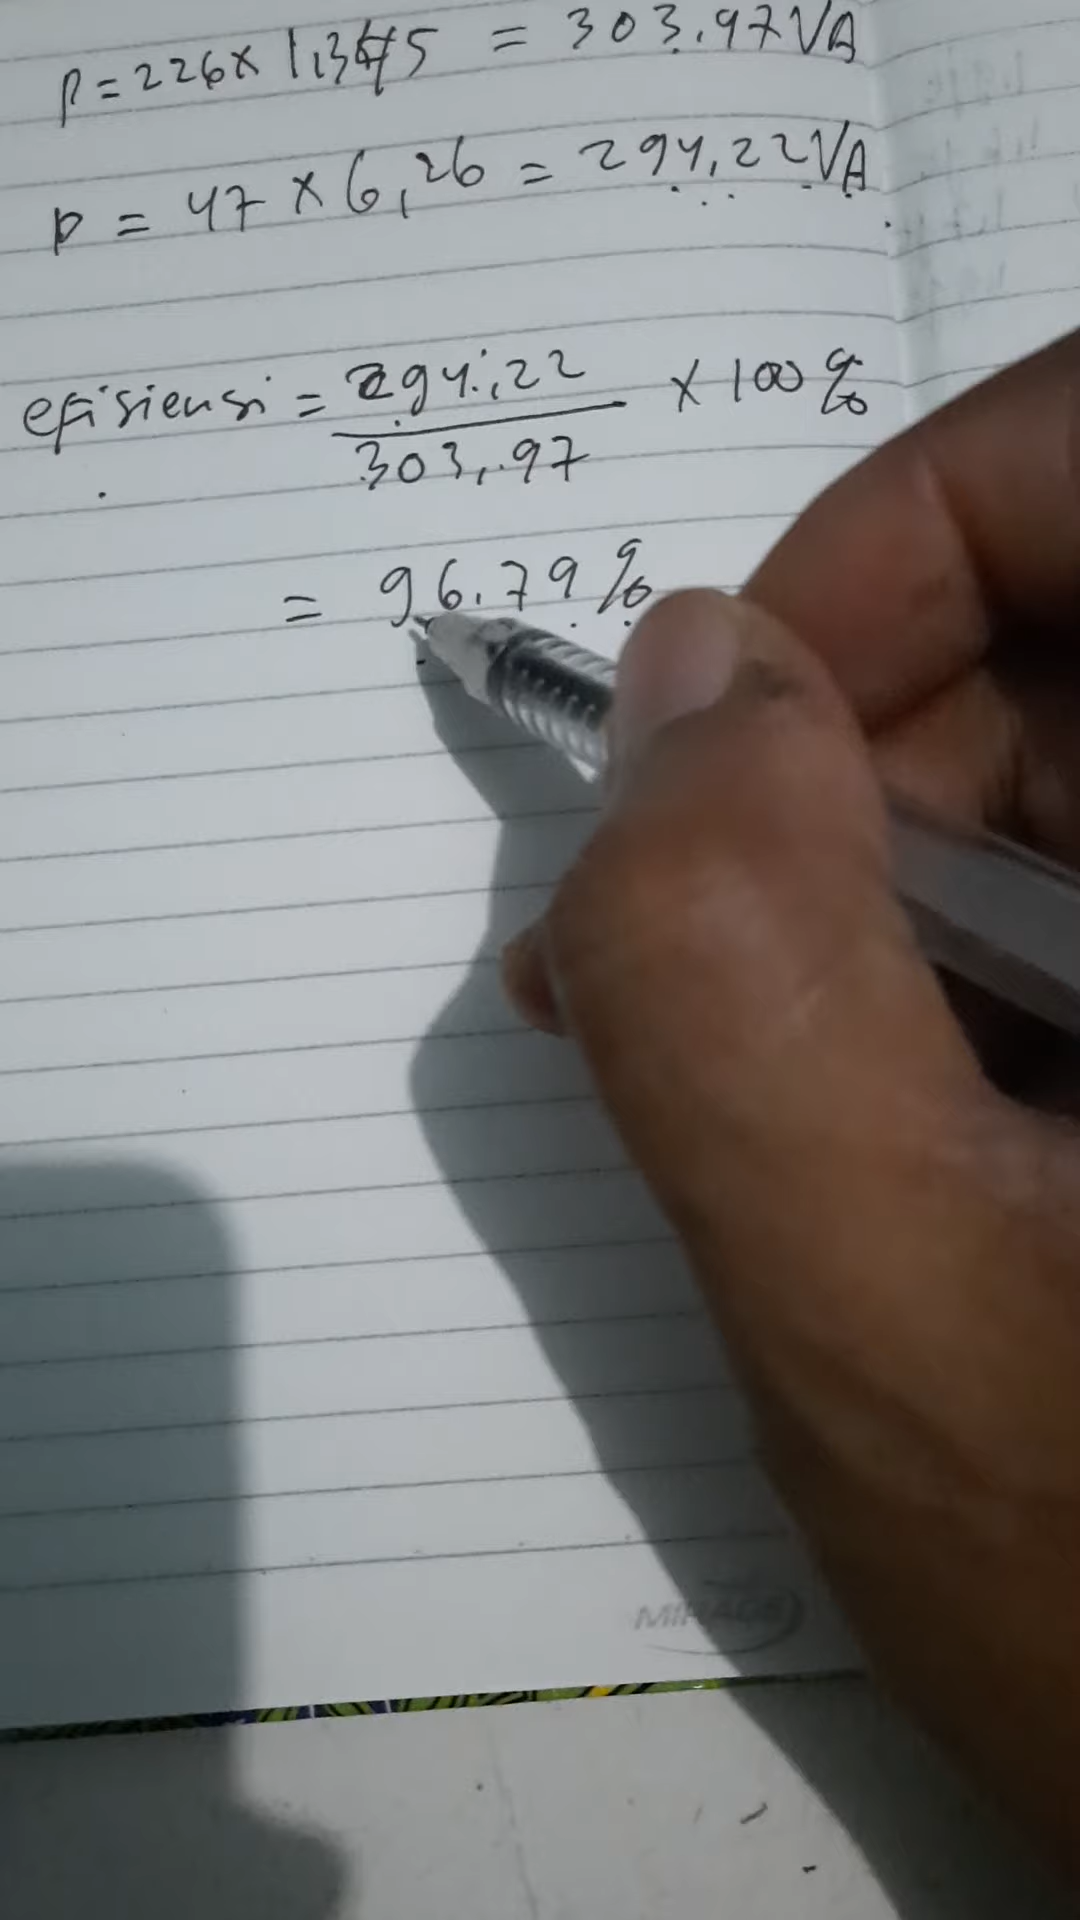 P = 226 x 1,345 = 303.97 VA
P = 47 x 6,26 = 294,22 VA
efisiensi = 294,22 x 100%
303,97
= 96.79%